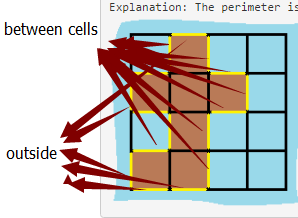 Explanation: The perimeter is
between cells
outside